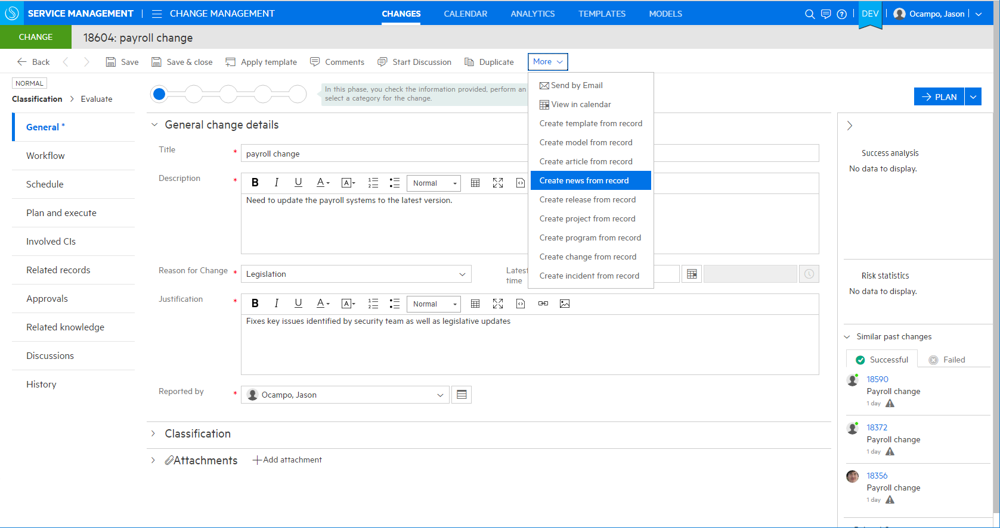 SERVICE MANAGEMENT
CHANGE MANAGEMENT
CHANGES
CALENDAR
ANALYTICS
TEMPLATES
MODELS
DEV
Ocampo, Jason
CHANGE
18604: payroll change
Back
Save
Save & close
Apply template
Comments
Start Discussion
Duplicate
More
NORMAL
Classification > Evaluate
In this phase, you check the information provided, perform an
select a category for the change.
PLAN
Send by Email
View in calendar
Create template from record
Create model from record
Create article from record
Create news from record
Create release from record
Create project from record
Create program from record
Create change from record
Create incident from record
General *
Workflow
Schedule
Plan and execute
Involved CIs
Related records
Approvals
Related knowledge
Discussions
History
General change details
Title *
payroll change
Description *
B I U A A Normal
Need to update the payroll systems to the latest version.
Reason for Change *
Legislation
Latest
time
Justification *
B I U A A Normal
Fixes key issues identified by security team as well as legislative updates
Reported by *
Ocampo, Jason
Classification
Attachments
Add attachment
Success analysis
No data to display.
Risk statistics
No data to display.
Similar past changes
Successful
Failed
18590
Payroll change
1 day
18372
Payroll change
1 day
18356
Payroll change
1 day